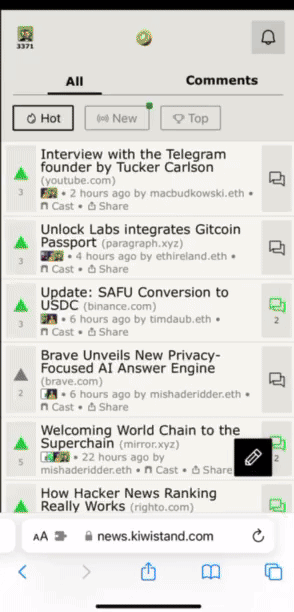 3371
All
Comments
Hot
New
Top
Interview with the Telegram
founder by Tucker Carlson
(youtube.com)
• 2 hours ago by macbudkowski.eth •
Cast • Share
3
Unlock Labs integrates Gitcoin
Passport (paragraph.xyz)
• 4 hours ago by ethireland.eth •
Cast • Share
3
Update: SAFU Conversion to
USDC (binance.com)
• 6 hours ago by timdaub.eth •
Cast • Share
3
2
Brave Unveils New Privacy-
Focused AI Answer Engine
(brave.com)
• 6 hours ago by mishaderidder.eth •
Cast • Share
2
Welcoming World Chain to the
Superchain (mirror.xyz)
• 22 hours ago by
mishaderidder.eth • Cast • Share
5
2
How Hacker News Ranking
Really Works (righto.com)
AA
news.kiwistand.com